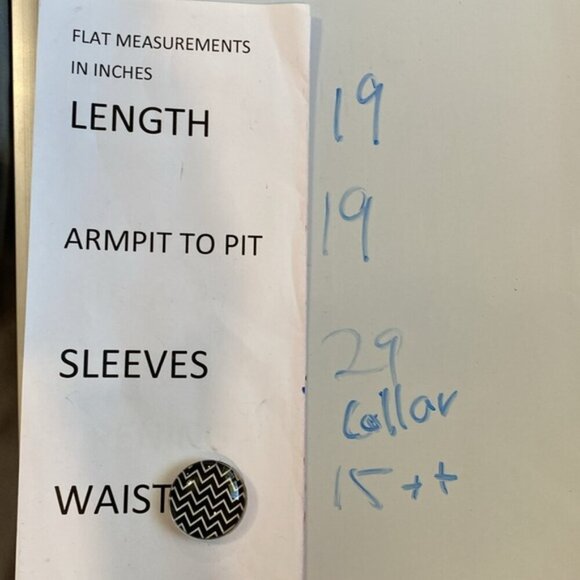 FLAT MEASUREMENTS
IN INCHES
LENGTH 19
ARMPIT TO PIT 19
SLEEVES 29
Collar
WAIST 15++